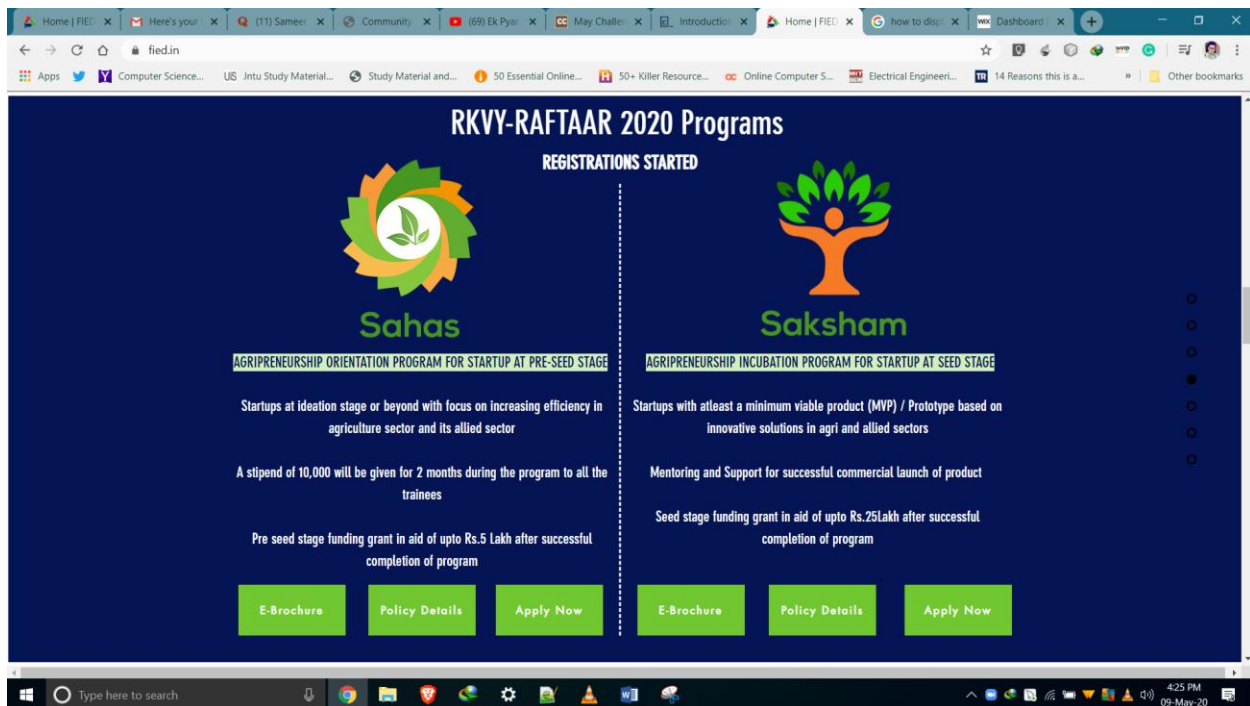 Home | FIED
Here's your
(11) Sameer
Community
(69) Ek Pyar
May Challen
Introduction
Home | FIED
how to displ
Dashboard
fied.in
Apps
Computer Science...
Jntu Study Material...
Study Material and...
50 Essential Online...
50+ Killer Resource...
Online Computer S...
Electrical Engineeri...
14 Reasons this is a...
»
Other bookmarks
RKVY-RAFTAAR 2020 Programs
REGISTRATIONS STARTED
Sahas
AGRIPRENEURSHIP ORIENTATION PROGRAM FOR STARTUP AT PRE-SEED STAGE
Startups at ideation stage or beyond with focus on increasing efficiency in
agriculture sector and its allied sector
A stipend of 10,000 will be given for 2 months during the program to all the
trainees
Pre seed stage funding grant in aid of upto Rs.5 Lakh after successful
completion of program
E-Brochure
Policy Details
Apply Now
Saksham
AGRIPRENEURSHIP INCUBATION PROGRAM FOR STARTUP AT SEED STAGE
Startups with atleast a minimum viable product (MVP) / Prototype based on
innovative solutions in agri and allied sectors
Mentoring and Support for successful commercial launch of product
Seed stage funding grant in aid of upto Rs.25Lakh after successful
completion of program
E-Brochure
Policy Details
Apply Now
Type here to search
4:25 PM
09-May-20